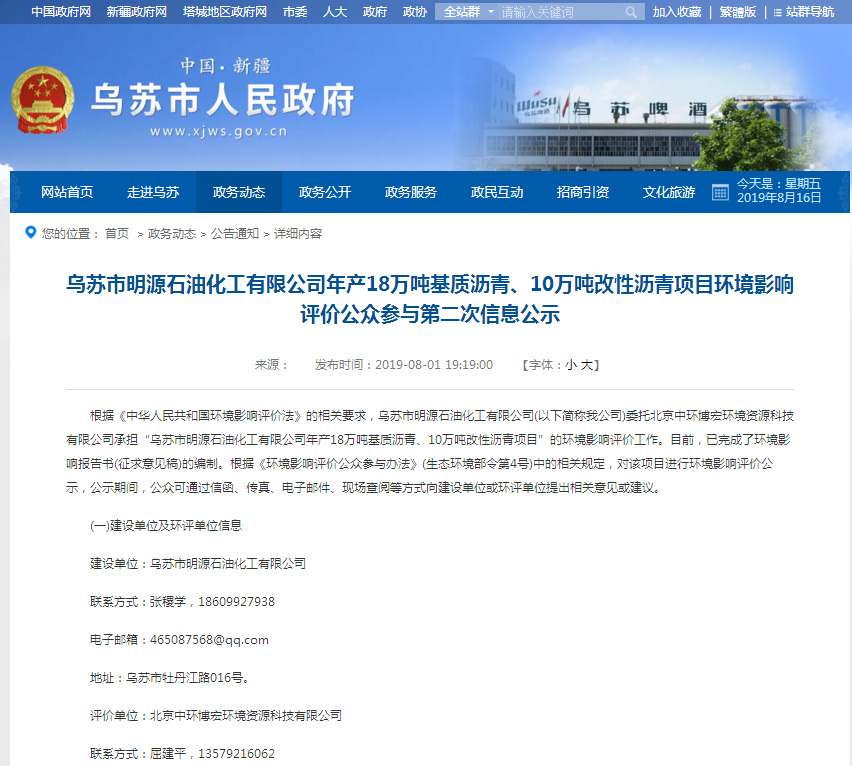 中国政府网 新疆政府网 塔城地区政府网 市委 人大 政府 政协 全站群 请输入关键词 加入收藏 | 繁體版 | 站群导航
中国·新疆
乌苏市人民政府
www.xjws.gov.cn
WUSU 乌苏啤酒
网站首页 走进乌苏 政务动态 政务公开 政务服务 政民互动 招商引资 文化旅游 今天是：星期五
2019年8月16日
您的位置： 首页 > 政务动态 > 公告通知 > 详细内容
乌苏市明源石油化工有限公司年产18万吨基质沥青、10万吨改性沥青项目环境影响
评价公众参与第二次信息公示
来源： 发布时间：2019-08-01 19:19:00 【字体：小 大】
根据《中华人民共和国环境影响评价法》的相关要求，乌苏市明源石油化工有限公司(以下简称我公司)委托北京中环博宏环境资源科技
有限公司承担“乌苏市明源石油化工有限公司年产18万吨基质沥青、10万吨改性沥青项目”的环境影响评价工作。目前，已完成了环境影
响报告书(征求意见稿)的编制。根据《环境影响评价公众参与办法》(生态环境部令第4号)中的相关规定，对该项目进行环境影响评价公
示，公示期间，公众可通过信函、传真、电子邮件、现场查阅等方式向建设单位或环评单位提出相关意见或建议。
(一)建设单位及环评单位信息
建设单位：乌苏市明源石油化工有限公司
联系方式：张稷学，18609927938
电子邮箱：465087568@qq.com
地址：乌苏市牡丹江路016号。
评价单位：北京中环博宏环境资源科技有限公司
联系方式：屈建平，13579216062